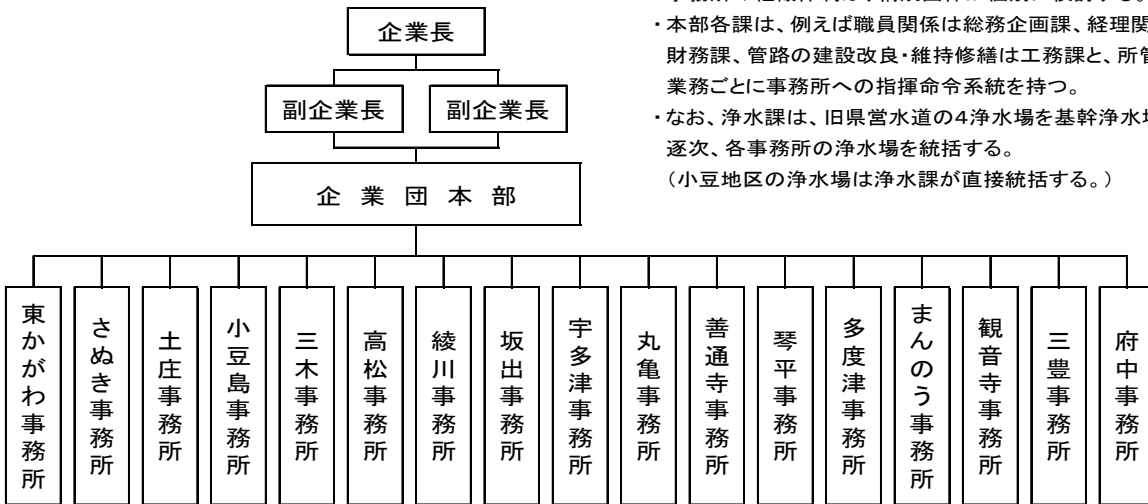 ・本部各課は、例えば職員関係は総務企画課、経理関
財務課、管路の建設改良・維持修繕は工務課と、所管
業務ごとに事務所への指揮命令系統を持つ。
・なお、浄水課は、旧県営水道の4浄水場を基幹浄水場
逐次、各事務所の浄水場を統括する。
（小豆地区の浄水場は浄水課が直接統括する。）
企業長
副企業長
副企業長
企業団本部
東かがわ事務所
さぬき事務所
土庄事務所
小豆島事務所
三木事務所
高松事務所
綾川事務所
坂出事務所
宇多津事務所
丸亀事務所
善通寺事務所
琴平事務所
多度津事務所
まんのう事務所
観音寺事務所
三豊事務所
府中事務所